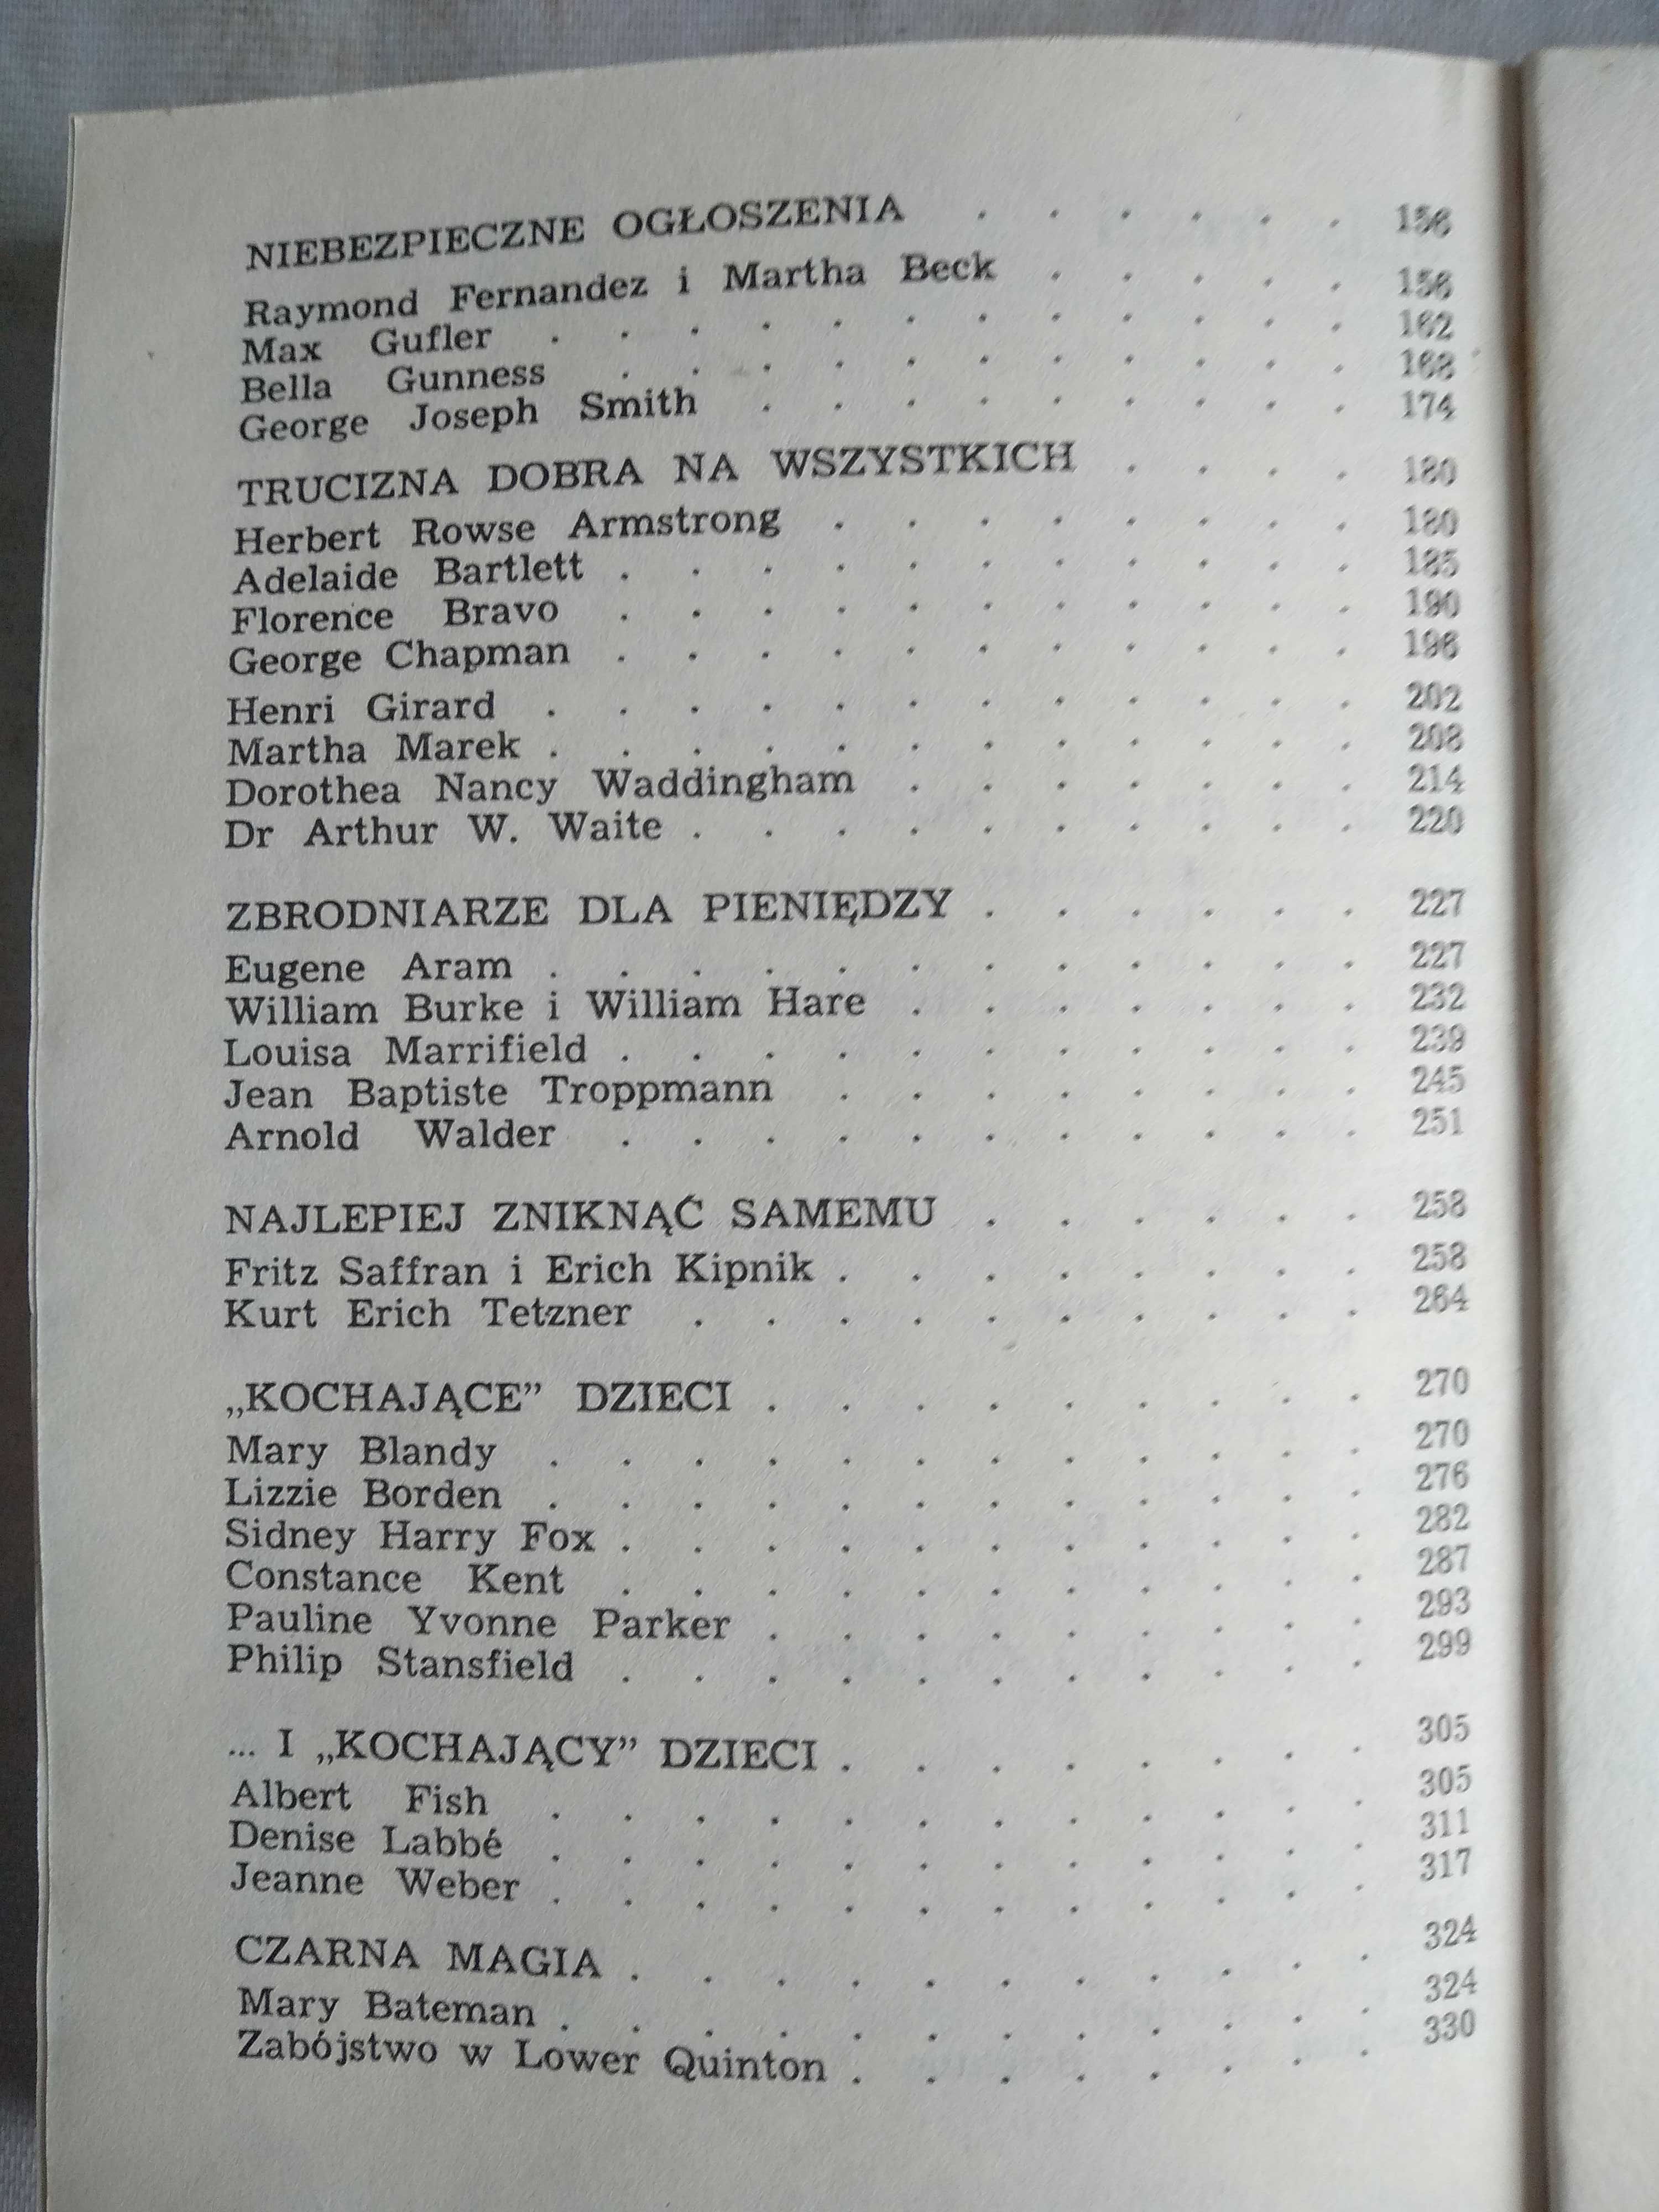 NIEBEZPIECZNE OGŁOSZENIA . . . . . . 156
Raymond Fernandez i Martha Beck . . . . . 156
Max Gufler . . . . . . . . . . . . 162
Bella Gunness . . . . . . . . . . . 168
George Joseph Smith . . . . . . . . . 174
TRUCIZNA DOBRA NA WSZYSTKICH . . . . 180
Herbert Rowse Armstrong . . . . . . . . 180
Adelaide Bartlett . . . . . . . . . . . 185
Florence Bravo . . . . . . . . . . . 190
George Chapman . . . . . . . . . . . 196
Henri Girard . . . . . . . . . . . . 202
Martha Marek . . . . . . . . . . . . 208
Dorothea Nancy Waddingham . . . . . . . 214
Dr Arthur W. Waite . . . . . . . . . . 220
ZBRODNIARZE DLA PIENIĘDZY . . . . . . 227
Eugene Aram . . . . . . . . . . . . 227
William Burke i William Hare . . . . . . . 232
Louisa Marrifield . . . . . . . . . . . 239
Jean Baptiste Troppmann . . . . . . . . 245
Arnold Walder . . . . . . . . . . . 251
NAJLEPIEJ ZNIKNĄĆ SAMEMU . . . . . . 258
Fritz Saffran i Erich Kipnik . . . . . . . . 258
Kurt Erich Tetzner . . . . . . . . . . 264
„KOCHAJĄCE” DZIECI . . . . . . . . . 270
Mary Blandy . . . . . . . . . . . . 270
Lizzie Borden . . . . . . . . . . . . 276
Sidney Harry Fox . . . . . . . . . . . 282
Constance Kent . . . . . . . . . . . 287
Pauline Yvonne Parker . . . . . . . . . 293
Philip Stansfield . . . . . . . . . . . 299
... I „KOCHAJĄCY” DZIECI . . . . . . . . 305
Albert Fish . . . . . . . . . . . . 305
Denise Labbé . . . . . . . . . . . . 311
Jeanne Weber . . . . . . . . . . . . 317
CZARNA MAGIA . . . . . . . . . . . 324
Mary Bateman . . . . . . . . . . . . 324
Zabójstwo w Lower Quinton . . . . . . . . 330